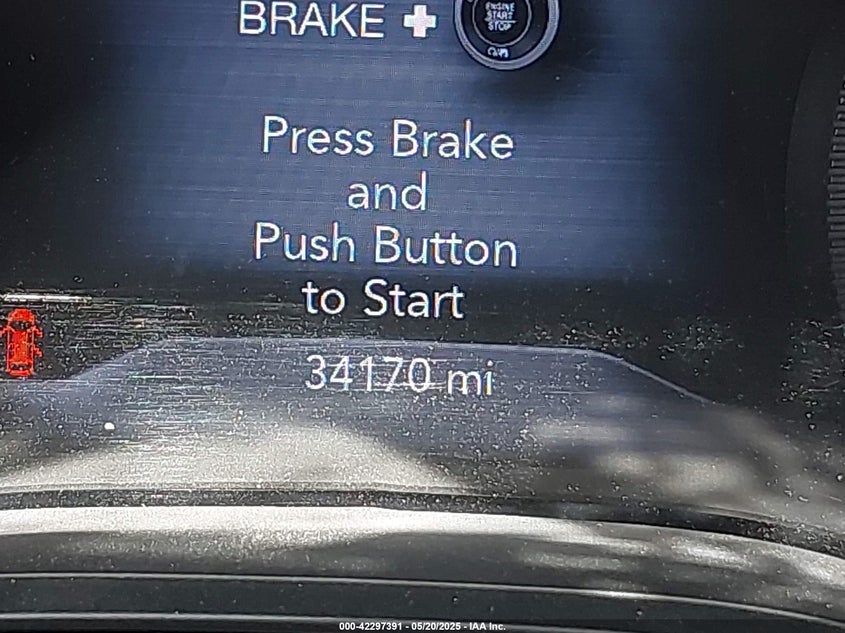 BRAKE +
ENGINE
START
STOP
Press Brake
and
Push Button
to Start
34170 mi
000-42297391 - 05/20/2025 - IAA Inc.